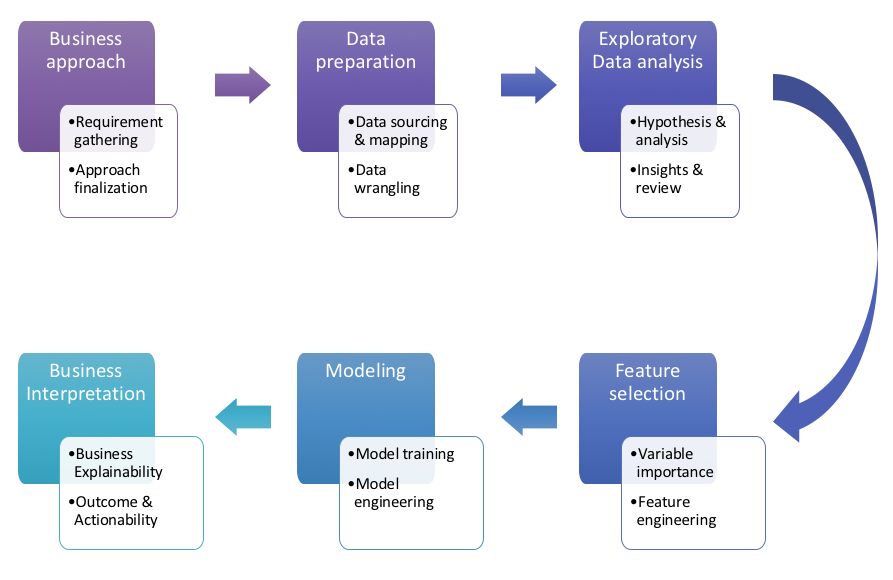 Business
approach
•Requirement
gathering
•Approach
finalization
Data
preparation
•Data sourcing
& mapping
•Data
wrangling
Exploratory
Data analysis
•Hypothesis &
analysis
•Insights &
review
Feature
selection
•Variable
importance
•Feature
engineering
Modeling
•Model training
•Model
engineering
Business
Interpretation
•Business
Explainability
•Outcome &
Actionability